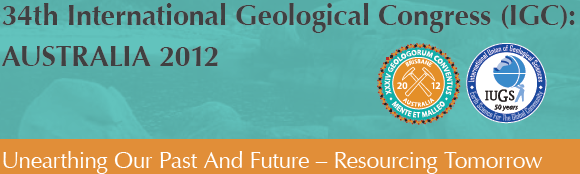 34th International Geological Congress (IGC):
AUSTRALIA 2012
XXXIV GEOLOGORUM CONVENTUS
BRISBANE
20 12
AUSTRALIA
MENTE ET MALLEO
International Union of Geological Sciences
IUGS
50 years
Earth Science For The Global Community
Unearthing Our Past And Future – Resourcing Tomorrow